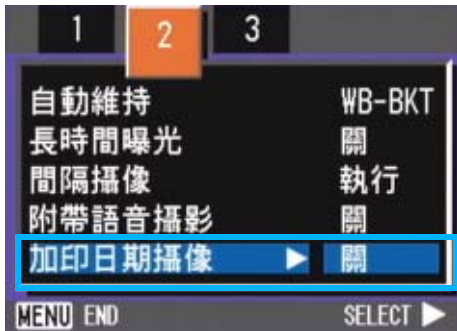 1 2 3
自動維持 WB-BKT
長時間曝光 關
間隔攝像 執行
附帶語音攝影 關
加印日期攝像 ▶ 關
MENU END SELECT ▶